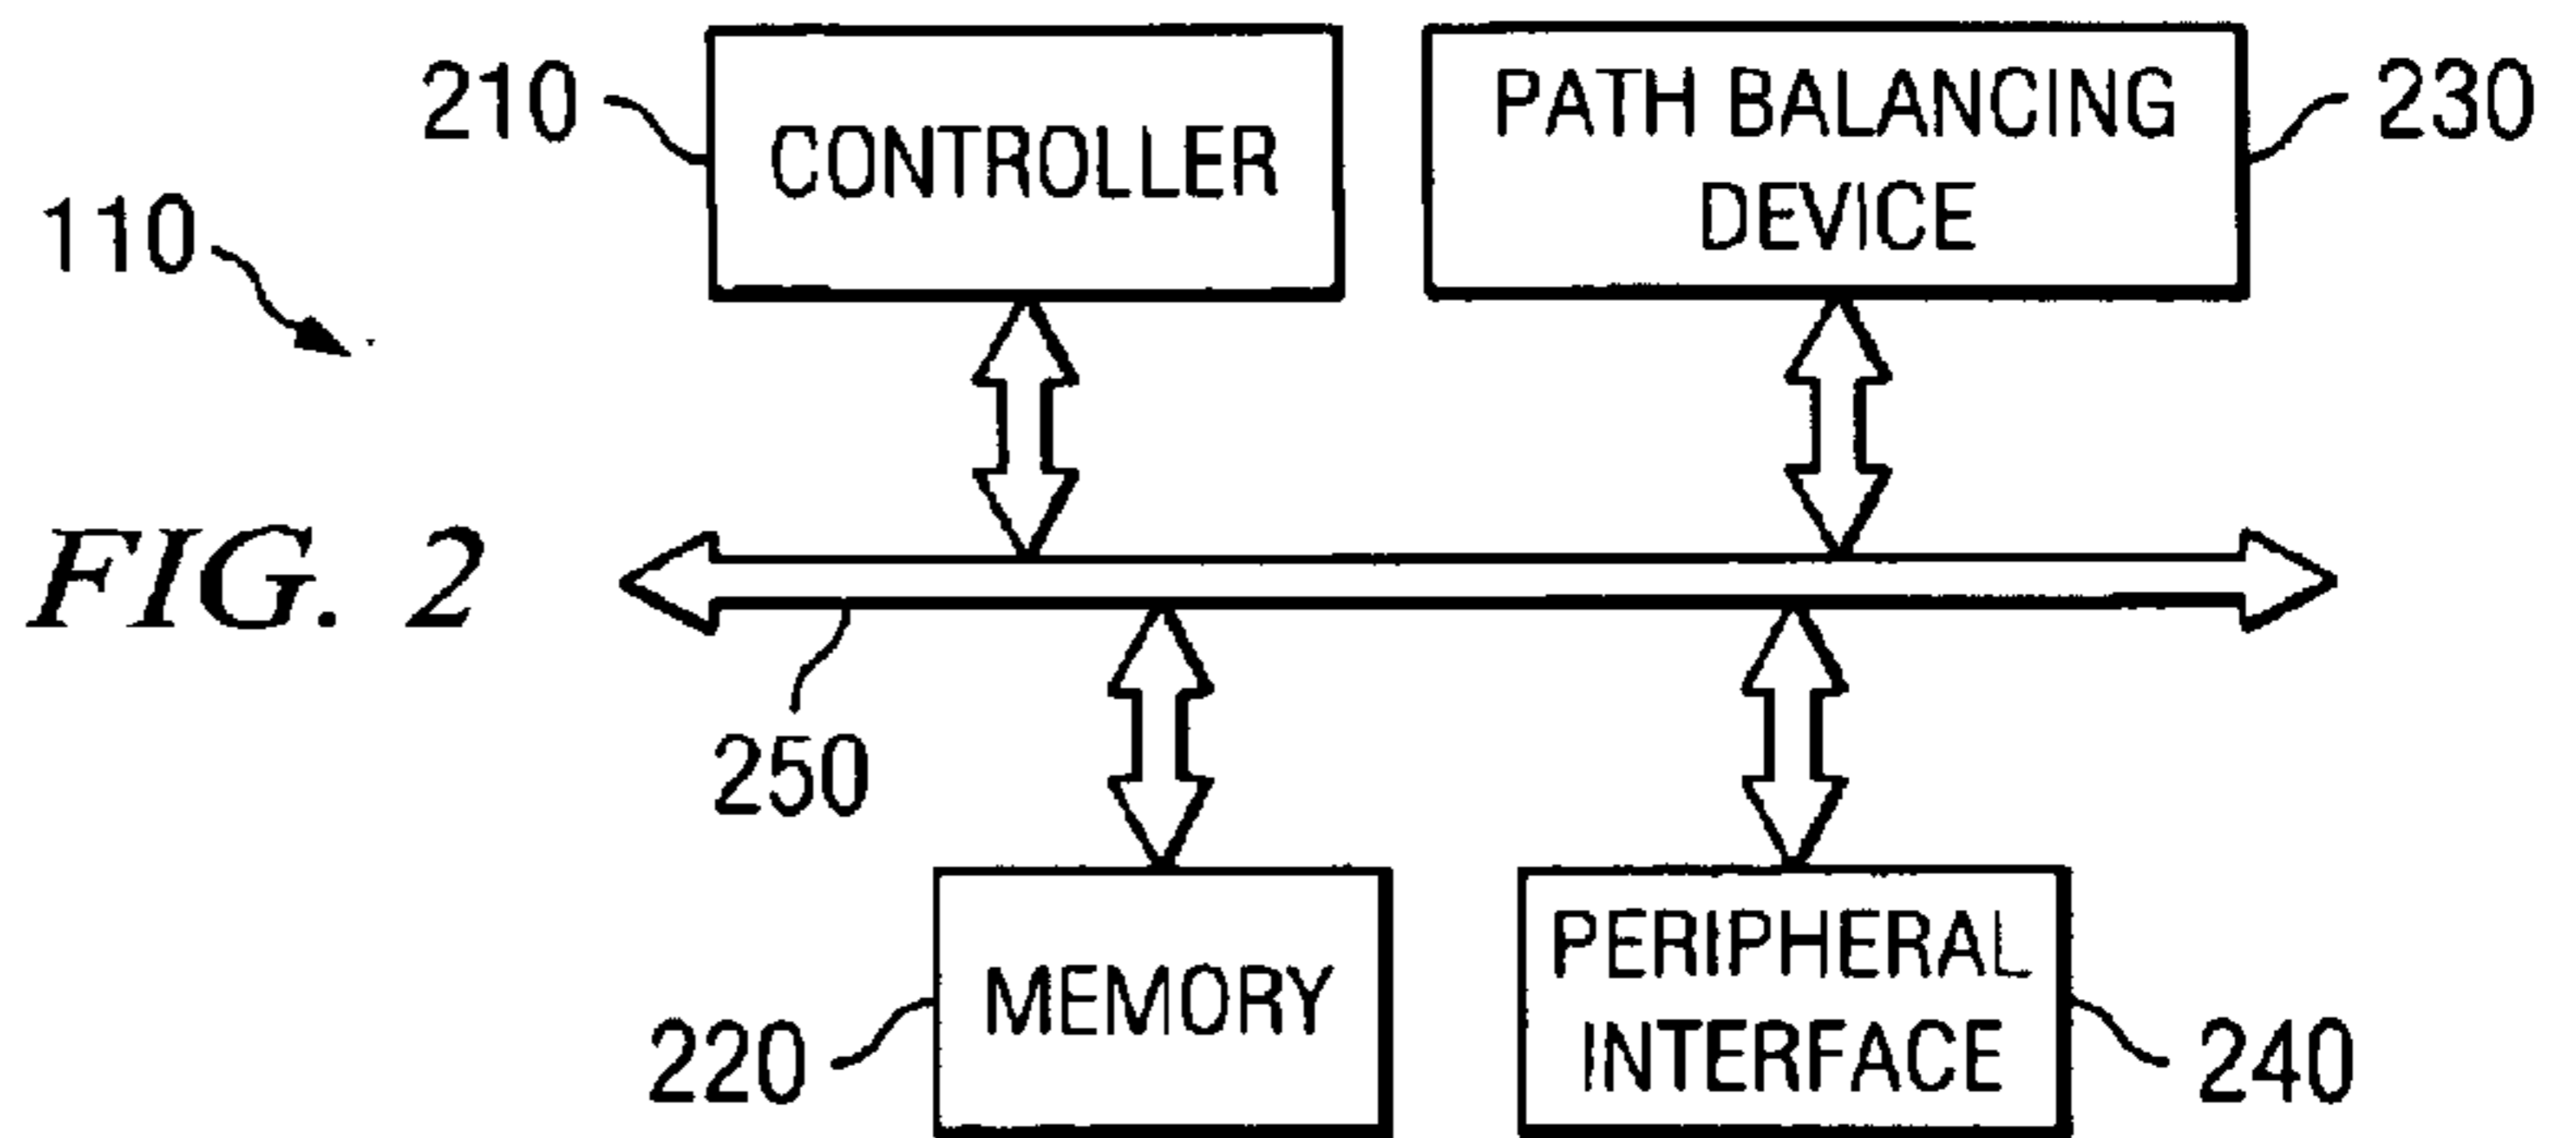 210
CONTROLLER
PATH BALANCING
DEVICE
230
110
FIG. 2
250
MEMORY
220
PERIPHERAL
INTERFACE
240